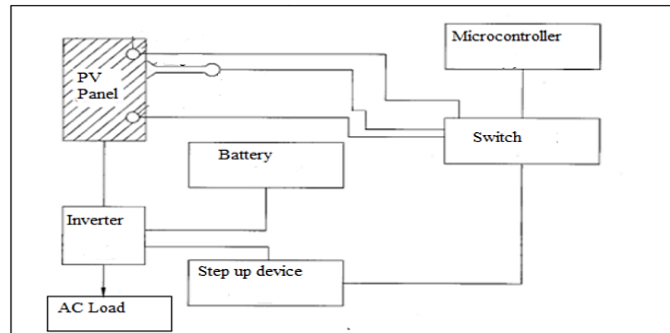 Microcontroller
PV
Panel
Switch
Battery
Inverter
Step up device
AC Load